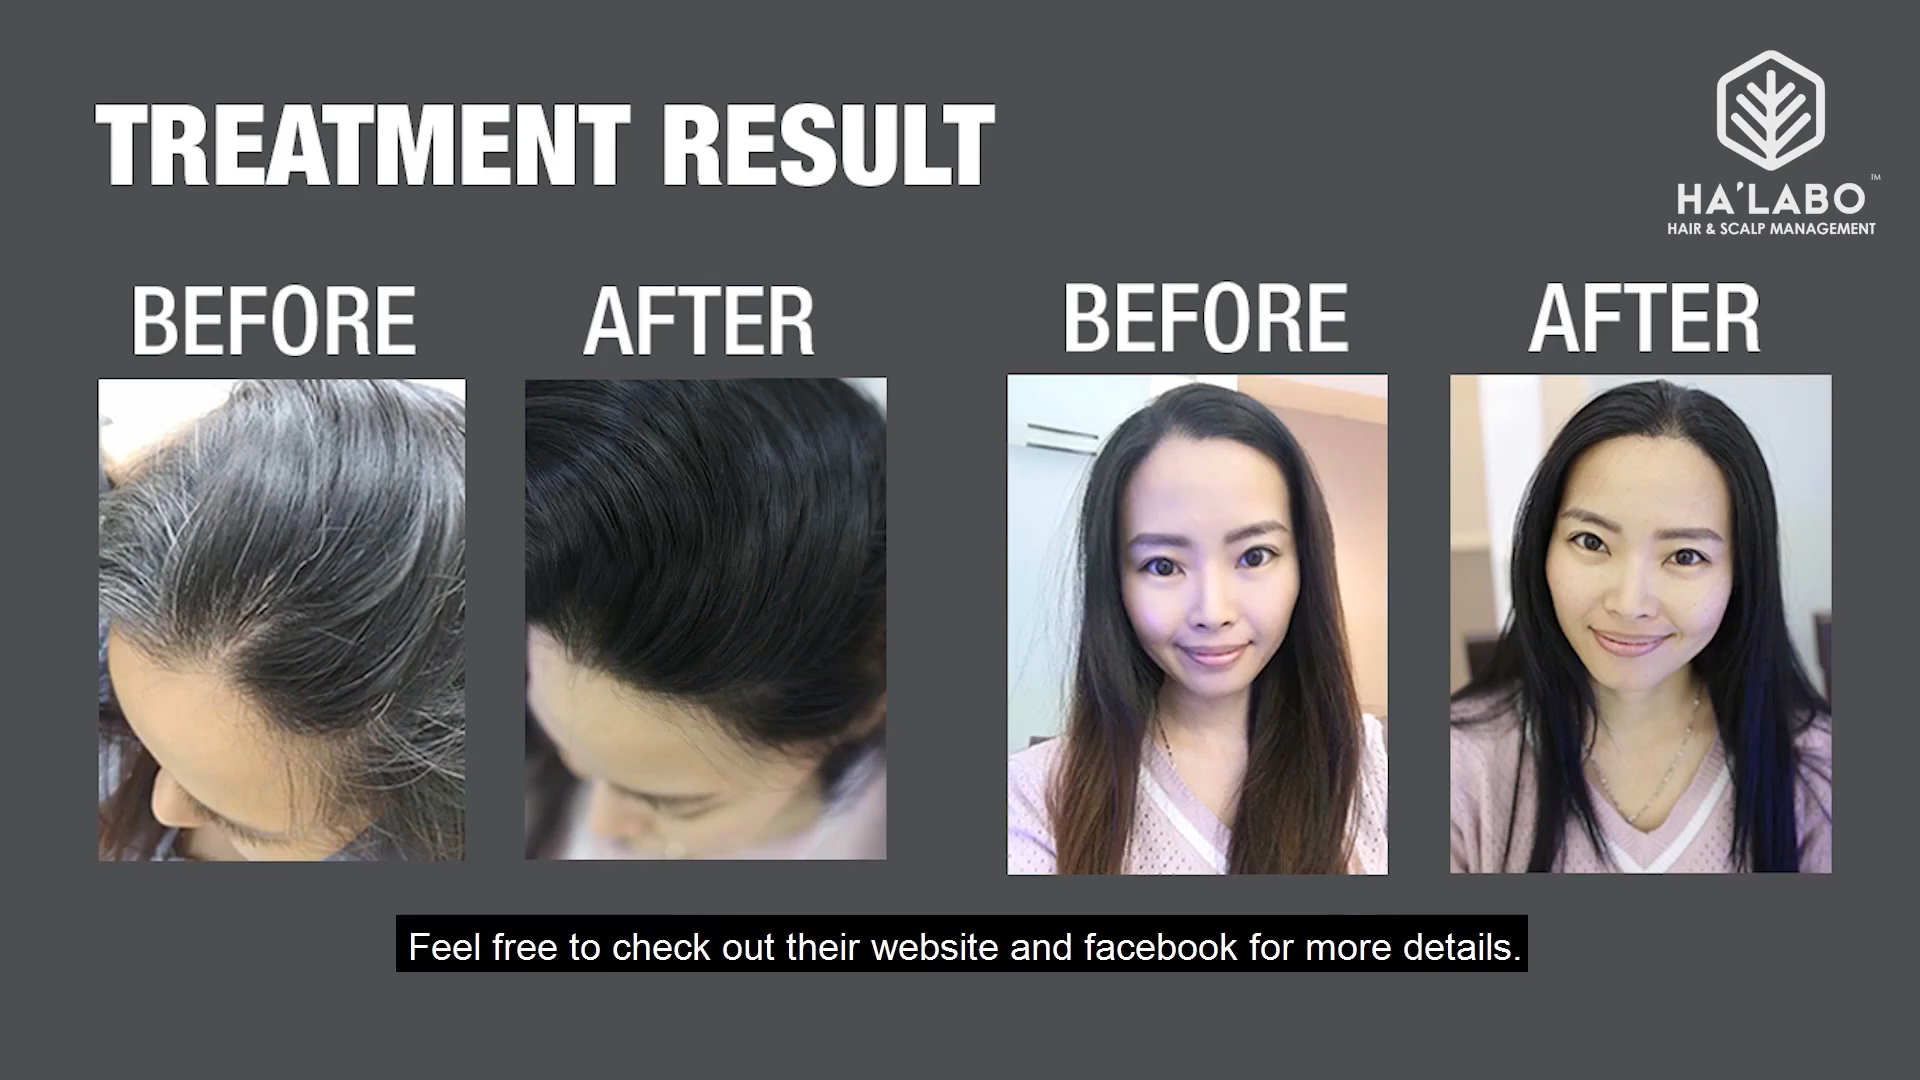 TREATMENT RESULT
HA'LABO™
HAIR & SCALP MANAGEMENT
BEFORE
AFTER
BEFORE
AFTER
Feel free to check out their website and facebook for more details.